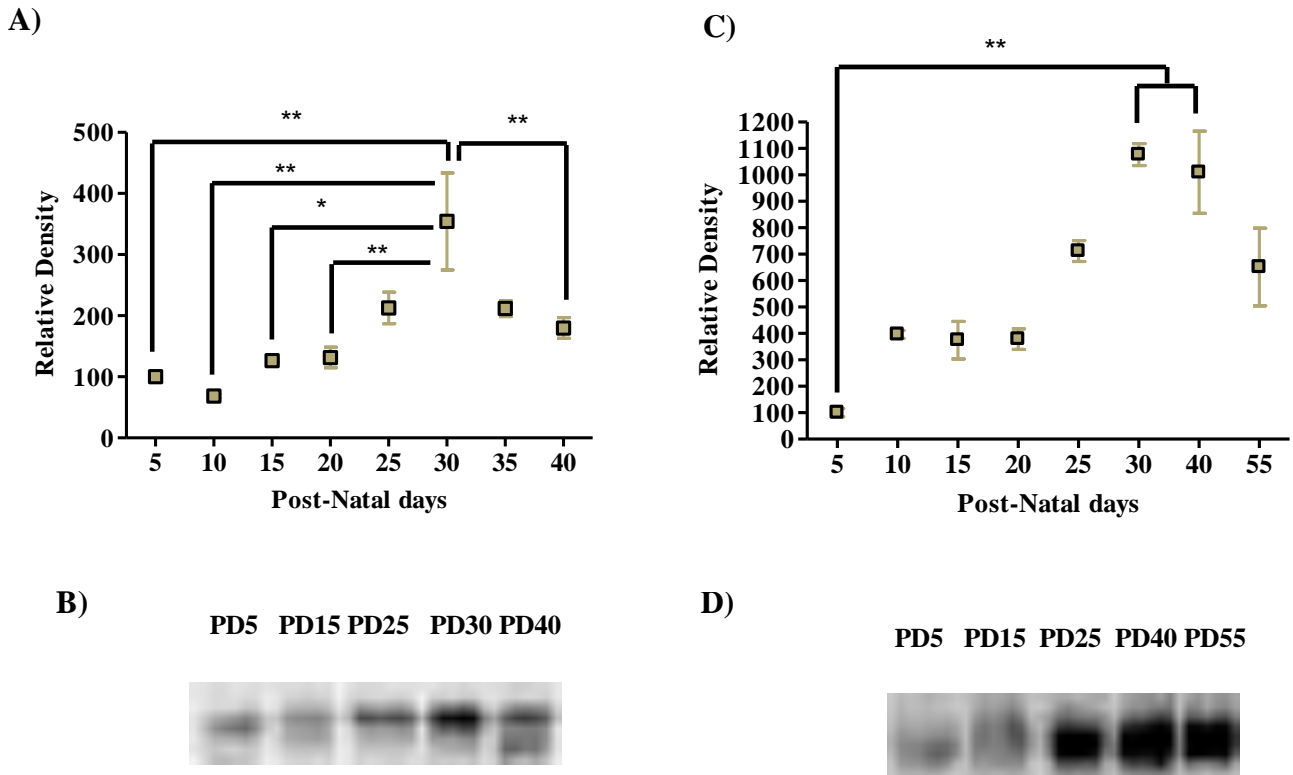 A)
**
**
**
*
**
500
400
300
200
100
0
Relative Density
5 10 15 20 25 30 35 40
Post-Natal days
B)
PD5 PD15 PD25 PD30 PD40
C)
**
1200
1100
1000
900
800
700
600
500
400
300
200
100
0
Relative Density
5 10 15 20 25 30 40 55
Post-Natal days
D)
PD5 PD15 PD25 PD40 PD55